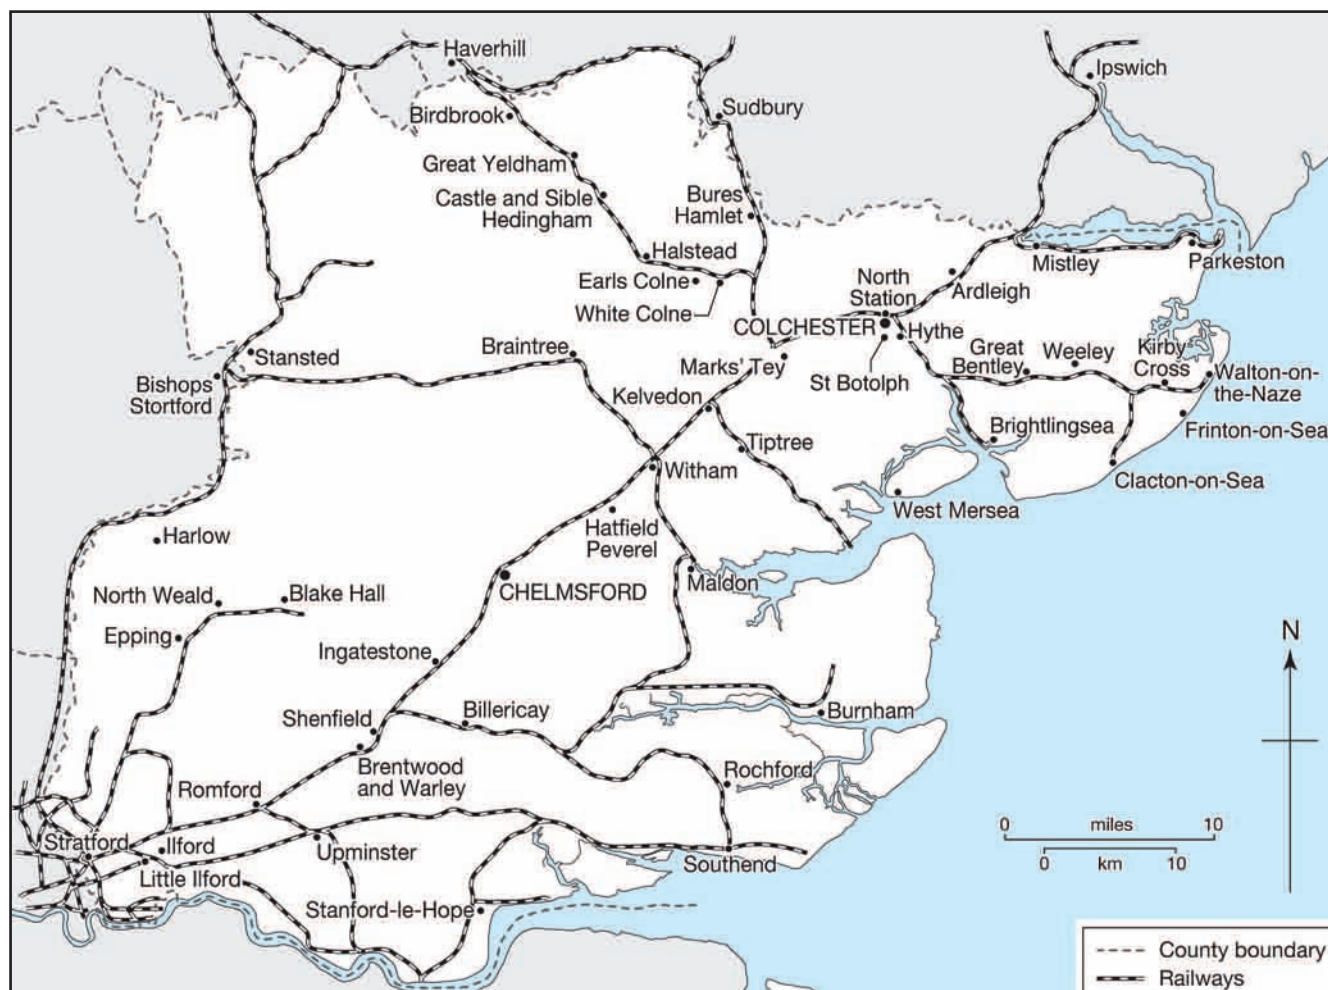 Haverhill
Ipswich
Birdbrook
Sudbury
Great Yeldham
Castle and Sible
Hedingham
Bures
Hamlet
Halstead
Earls Colne
White Colne
North
Station
Ardleigh
Mistley
Parkeston
COLCHESTER
Hythe
St Botolph
Great
Bentley
Weeley
Kirby
Cross
Walton-on-
the-Naze
Frinton-on-Sea
Clacton-on-Sea
Brightlingsea
West Mersea
Stansted
Bishops
Stortford
Braintree
Marks' Tey
Kelvedon
Tiptree
Witham
Hatfield
Peverel
Harlow
North Weald
Blake Hall
Epping
CHELMSFORD
Maldon
Ingatestone
Shenfield
Billericay
Burnham
Brentwood
and Warley
Rochford
Romford
Stratford
Ilford
Little Ilford
Upminster
Southend
Stanford-le-Hope
N
0 miles 10
0 km 10
County boundary
Railways